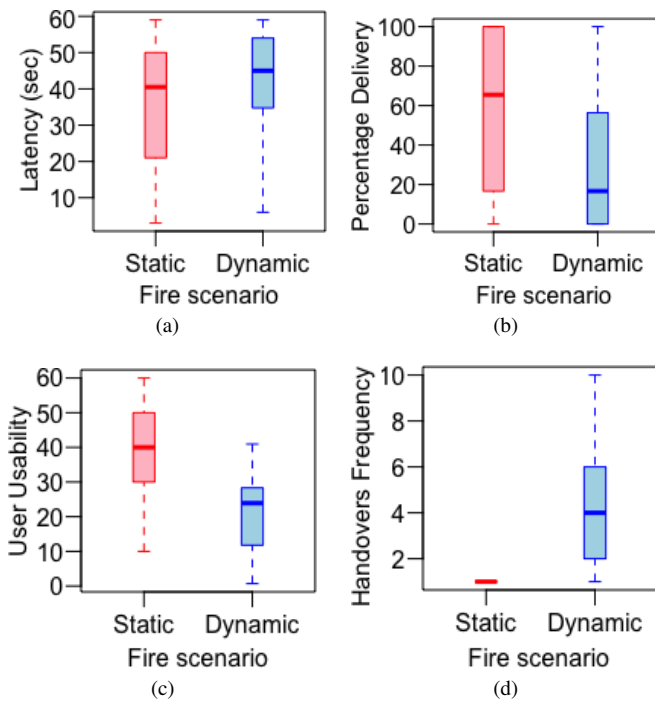 Latency (sec)
60
50
40
30
20
10
Static Dynamic
Fire scenario
(a)
Percentage Delivery
100
80
60
40
20
0
Static Dynamic
Fire scenario
(b)
User Usability
60
50
40
30
20
10
0
Static Dynamic
Fire scenario
(c)
Handovers Frequency
10
8
6
4
2
Static Dynamic
Fire scenario
(d)